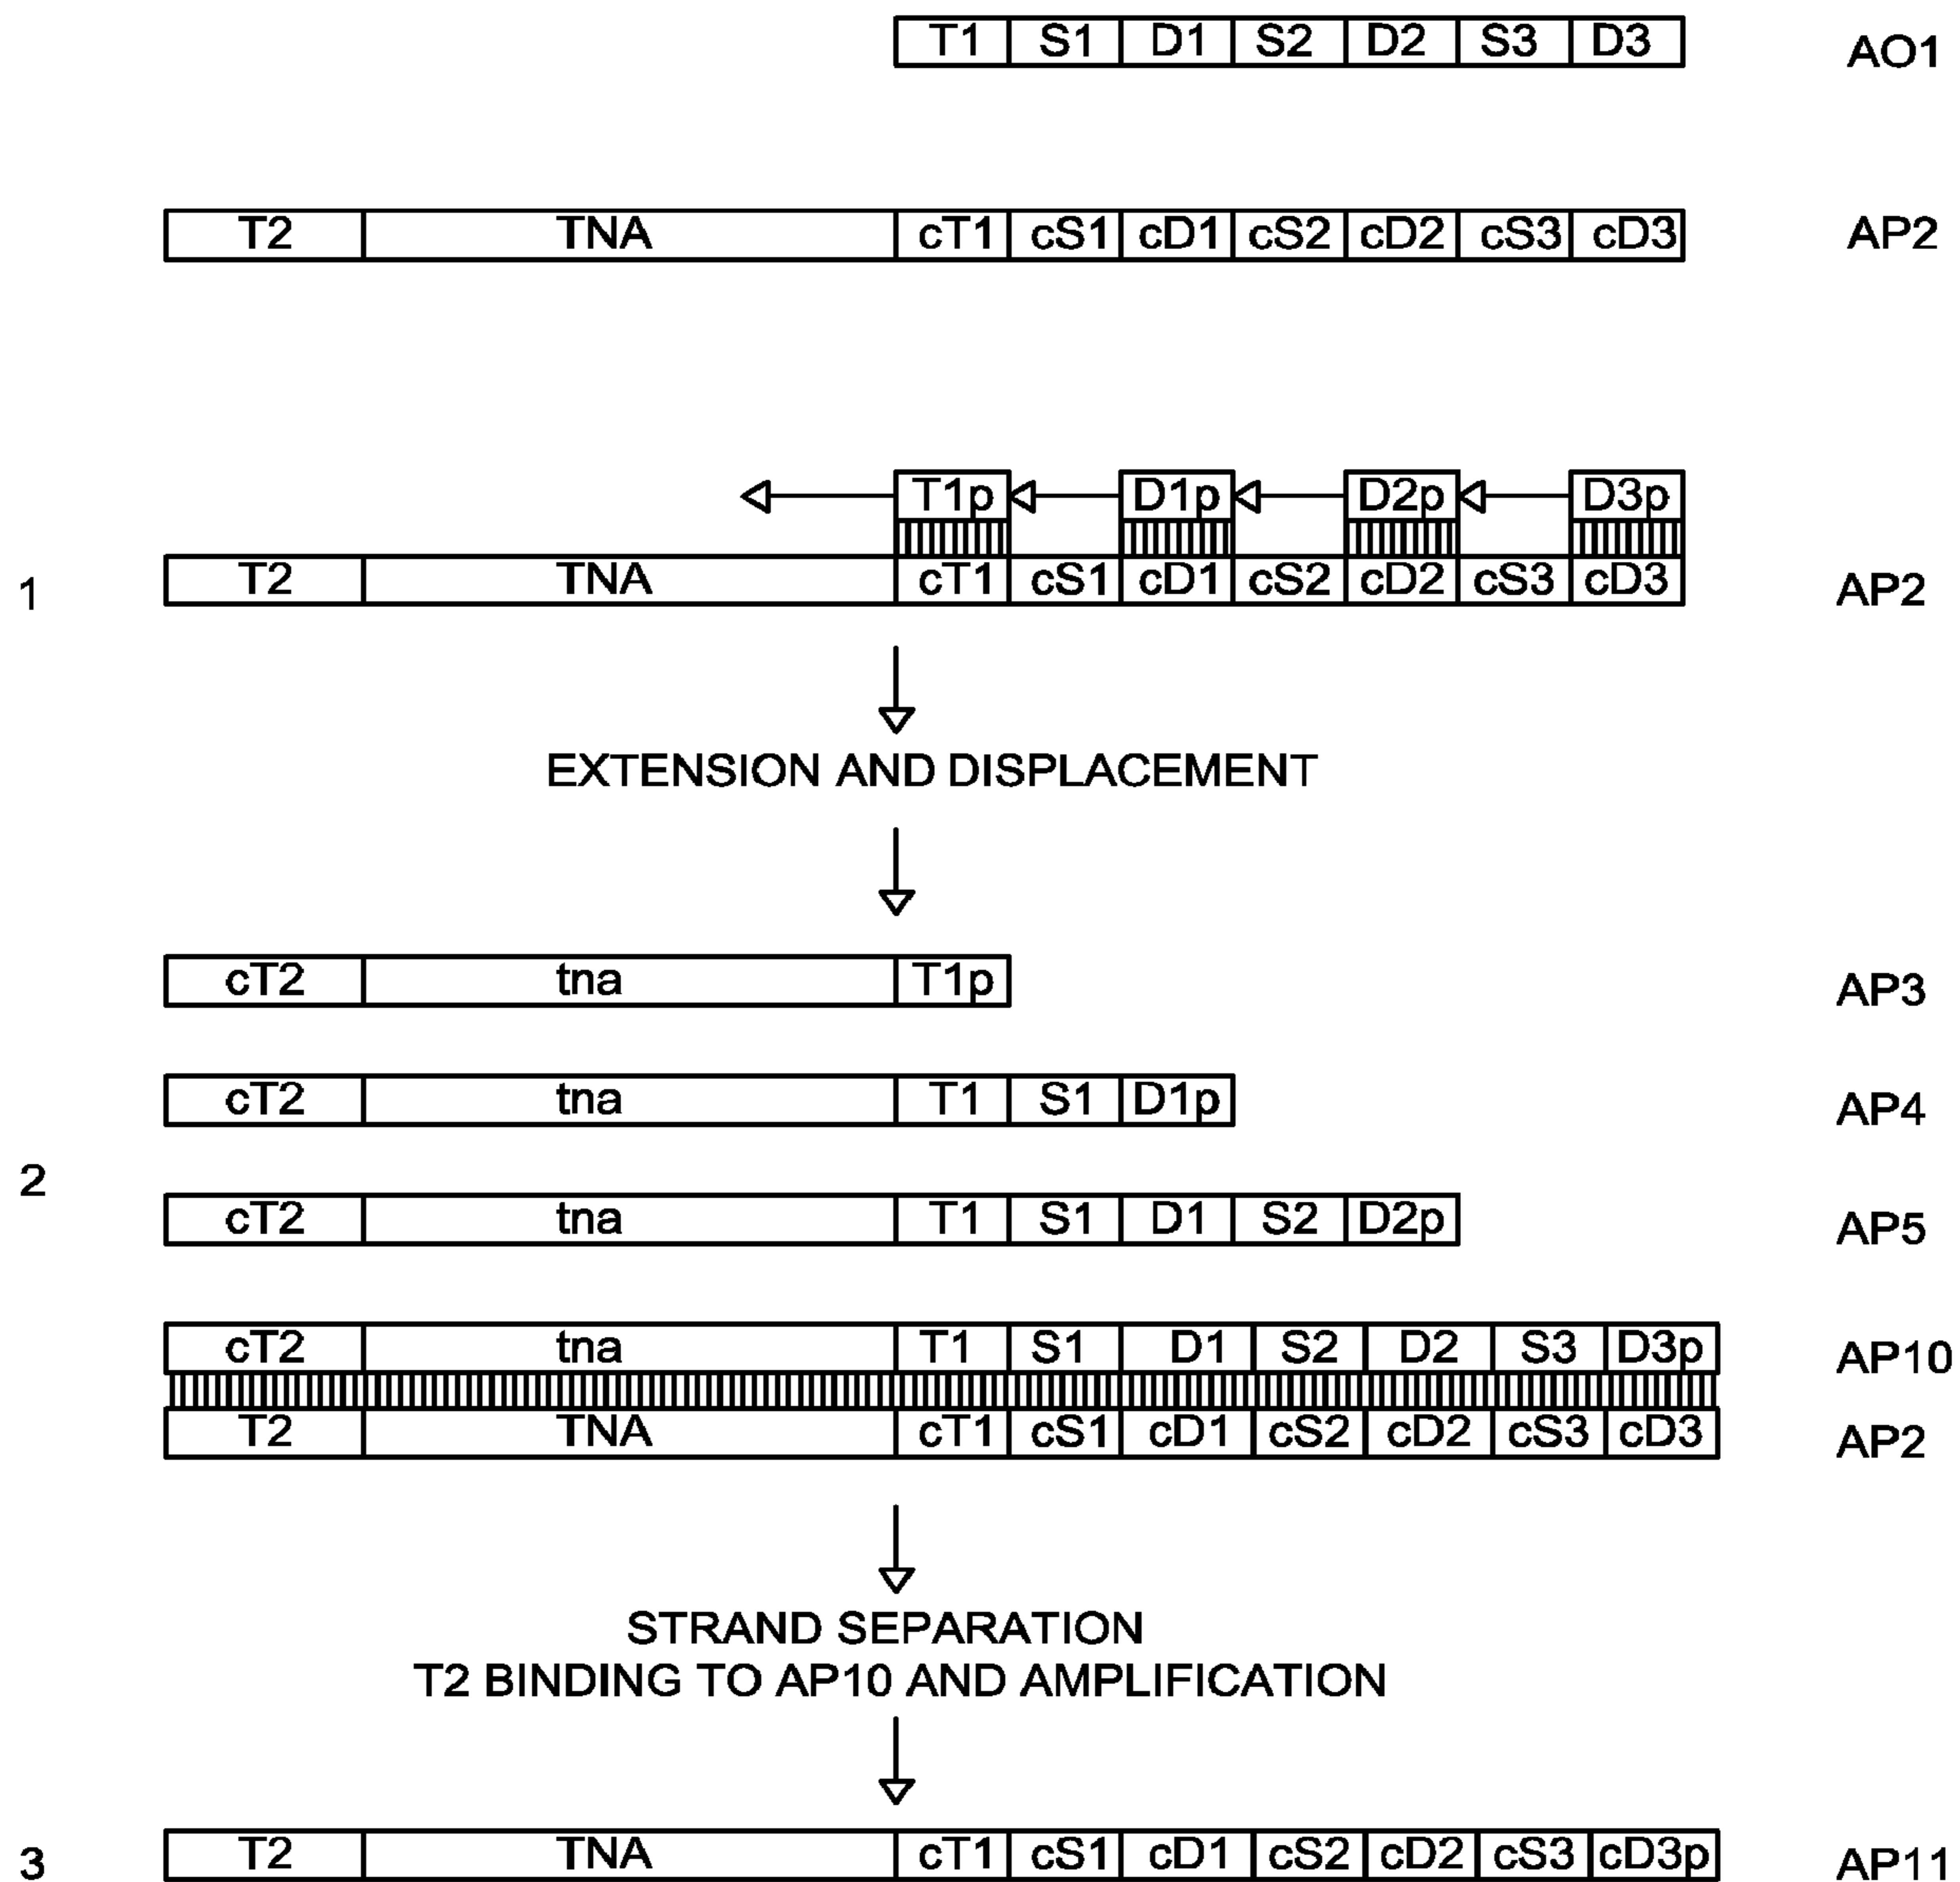 T1 S1 D1 S2 D2 S3 D3 AO1
T2 TNA cT1 cS1 cD1 cS2 cD2 cS3 cD3 AP2
T1p D1p D2p D3p
1 T2 TNA cT1 cS1 cD1 cS2 cD2 cS3 cD3 AP2
EXTENSION AND DISPLACEMENT
cT2 tna T1p AP3
cT2 tna T1 S1 D1p AP4
2
cT2 tna T1 S1 D1 S2 D2p AP5
cT2 tna T1 S1 D1 S2 D2 S3 D3p AP10
T2 TNA cT1 cS1 cD1 cS2 cD2 cS3 cD3 AP2
STRAND SEPARATION
T2 BINDING TO AP10 AND AMPLIFICATION
3 T2 TNA cT1 cS1 cD1 cS2 cD2 cS3 cD3p AP11